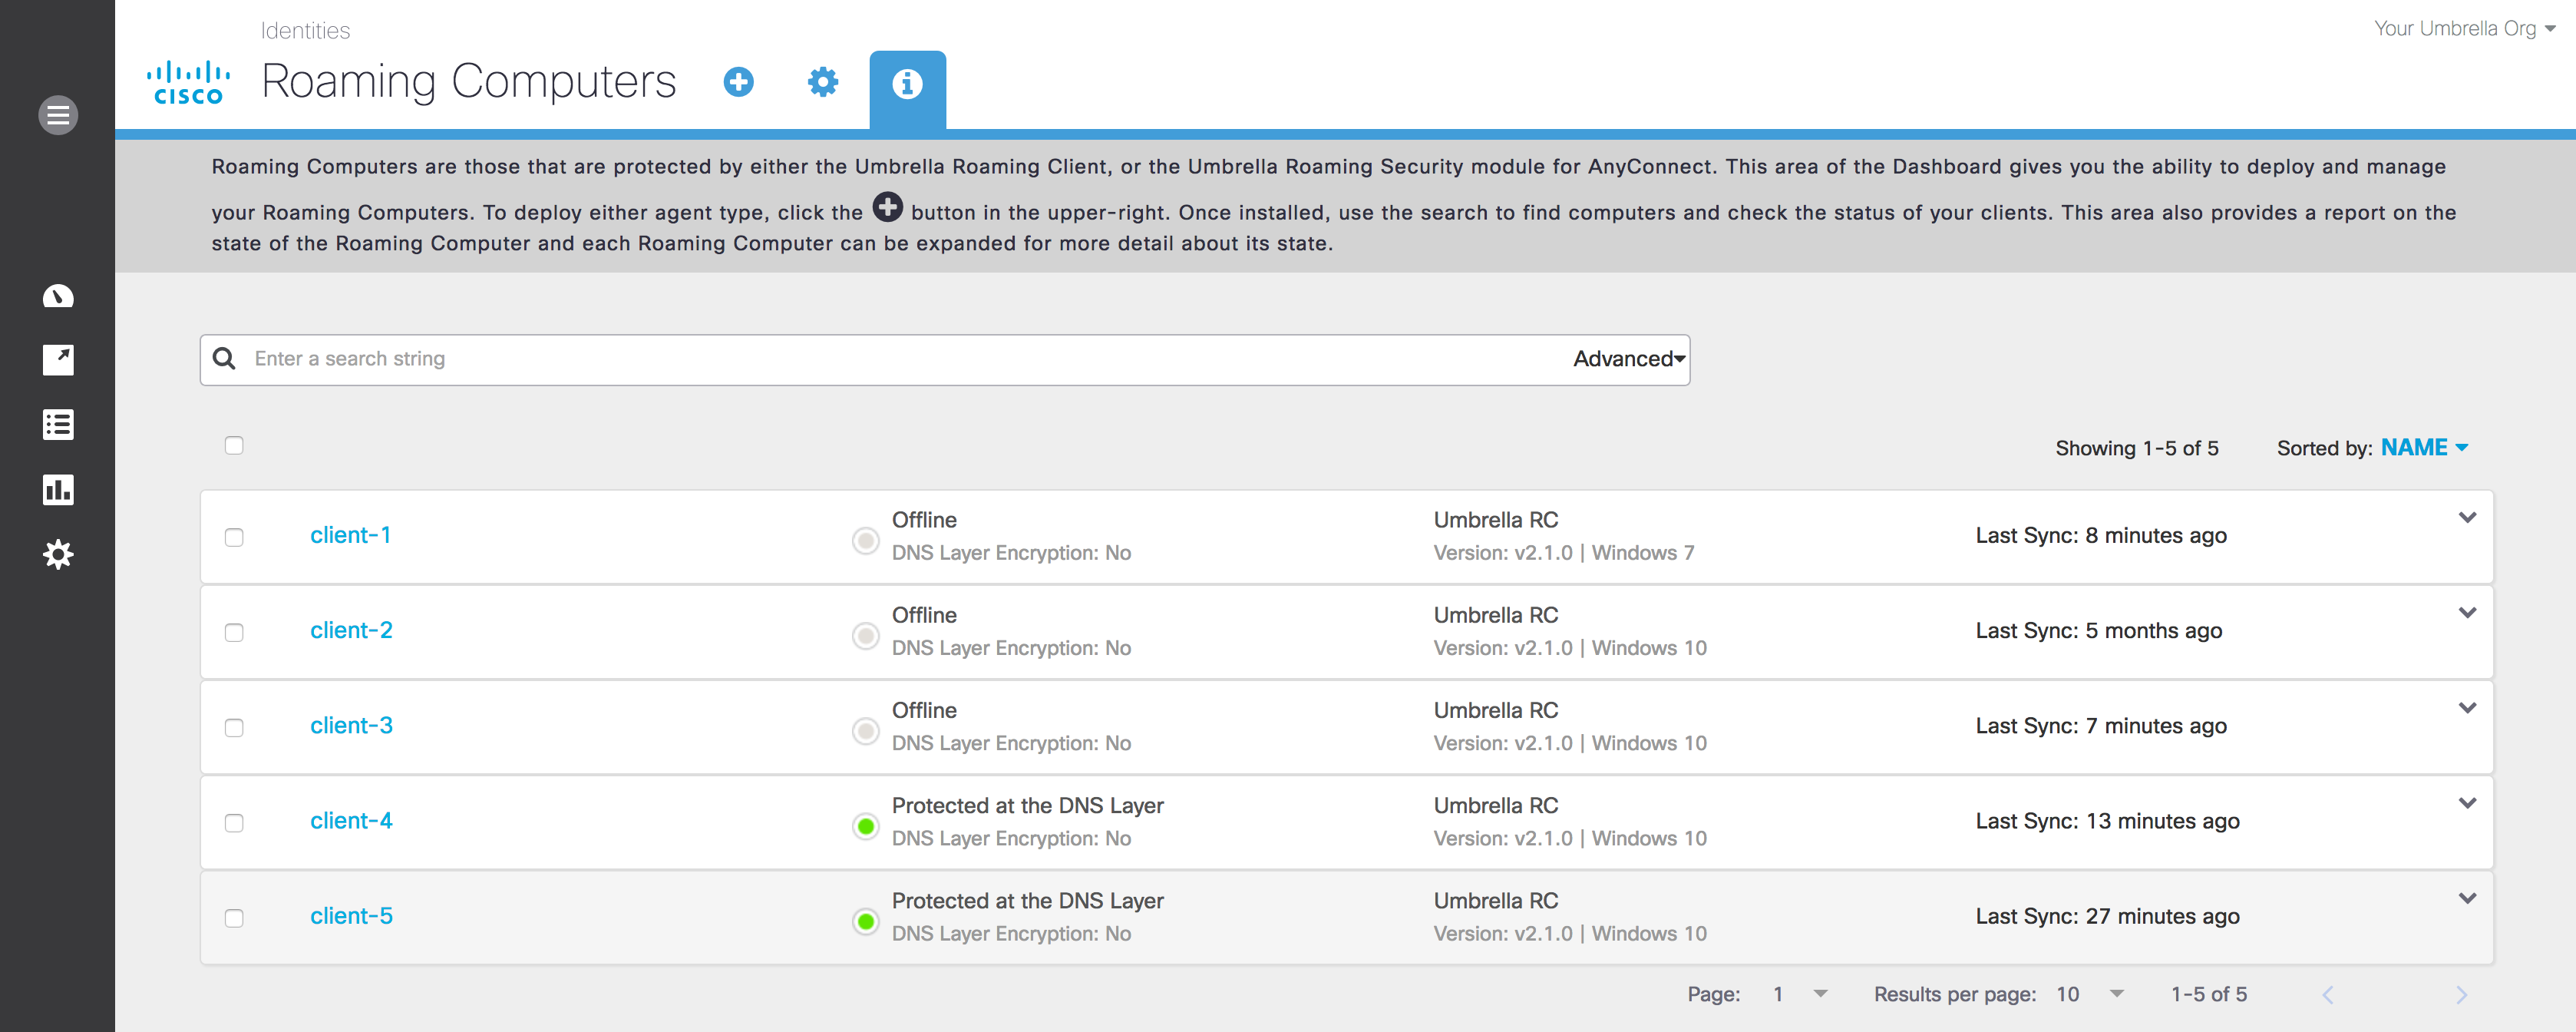 Identities
Your Umbrella Org
CISCO
Roaming Computers
Roaming Computers are those that are protected by either the Umbrella Roaming Client, or the Umbrella Roaming Security module for AnyConnect. This area of the Dashboard gives you the ability to deploy and manage
your Roaming Computers. To deploy either agent type, click the button in the upper-right. Once installed, use the search to find computers and check the status of your clients. This area also provides a report on the
state of the Roaming Computer and each Roaming Computer can be expanded for more detail about its state.
Enter a search string
Advanced
Showing 1-5 of 5
Sorted by: NAME
client-1
Offline
DNS Layer Encryption: No
Umbrella RC
Version: v2.1.0 | Windows 7
Last Sync: 8 minutes ago
client-2
Offline
DNS Layer Encryption: No
Umbrella RC
Version: v2.1.0 | Windows 10
Last Sync: 5 months ago
client-3
Offline
DNS Layer Encryption: No
Umbrella RC
Version: v2.1.0 | Windows 10
Last Sync: 7 minutes ago
client-4
Protected at the DNS Layer
DNS Layer Encryption: No
Umbrella RC
Version: v2.1.0 | Windows 10
Last Sync: 13 minutes ago
client-5
Protected at the DNS Layer
DNS Layer Encryption: No
Umbrella RC
Version: v2.1.0 | Windows 10
Last Sync: 27 minutes ago
Page: 1
Results per page: 10
1-5 of 5